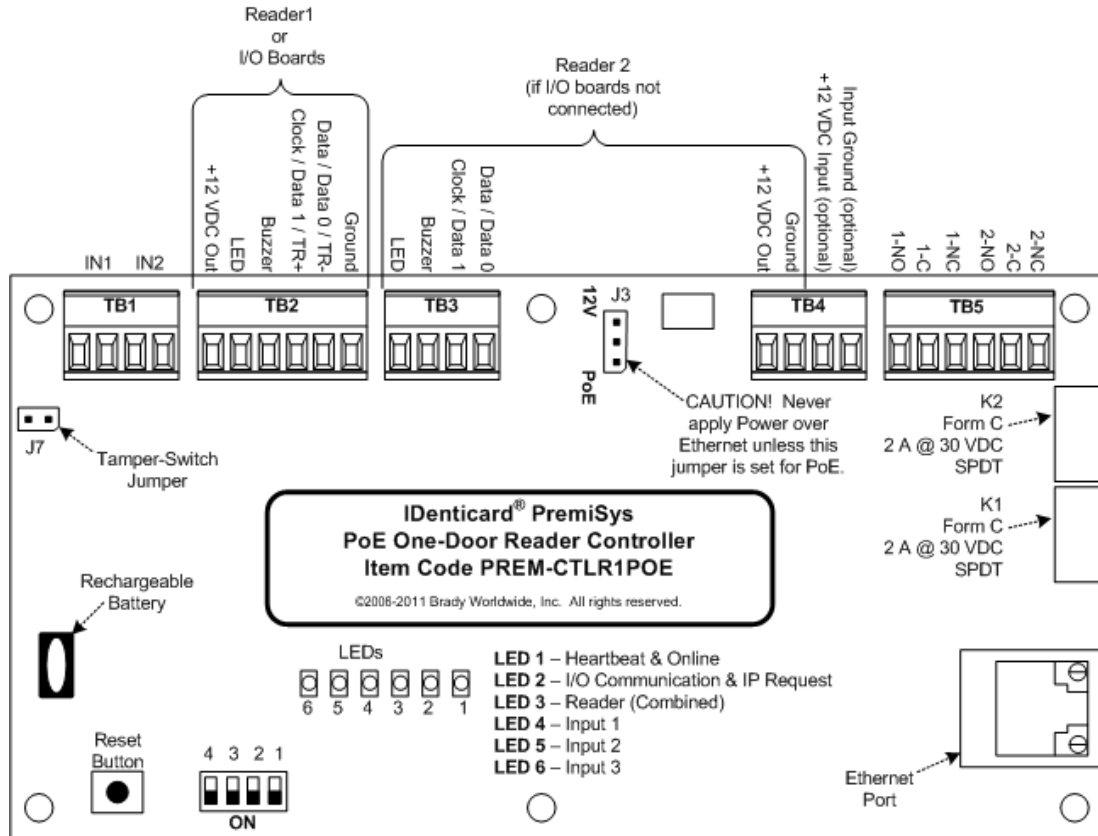 Reader1
or
I/O Boards
Reader 2
(if I/O boards not
connected)
+12 VDC Out
LED
Buzzer
Clock / Data 1 / TR+
Data / Data 0 / TR-
Ground
LED
Buzzer
Clock / Data 1
Data / Data 0
+12 VDC Out
Ground
+12 VDC Input (optional)
Input Ground (optional)
1-NO
1-C
1-NC
2-NO
2-C
2-NC
IN1 IN2
TB1
TB2
TB3
12V
J3
PoE
TB4
TB5
J7
Tamper-Switch
Jumper
CAUTION! Never
apply Power over
Ethernet unless this
jumper is set for PoE.
K2
Form C
2 A @ 30 VDC
SPDT
K1
Form C
2 A @ 30 VDC
SPDT
IDenticard® PremiSys
PoE One-Door Reader Controller
Item Code PREM-CTLR1POE
©2006-2011 Brady Worldwide, Inc. All rights reserved.
Rechargeable
Battery
LEDs
6 5 4 3 2 1
LED 1 – Heartbeat & Online
LED 2 – I/O Communication & IP Request
LED 3 – Reader (Combined)
LED 4 – Input 1
LED 5 – Input 2
LED 6 – Input 3
Reset
Button
4 3 2 1
ON
Ethernet
Port